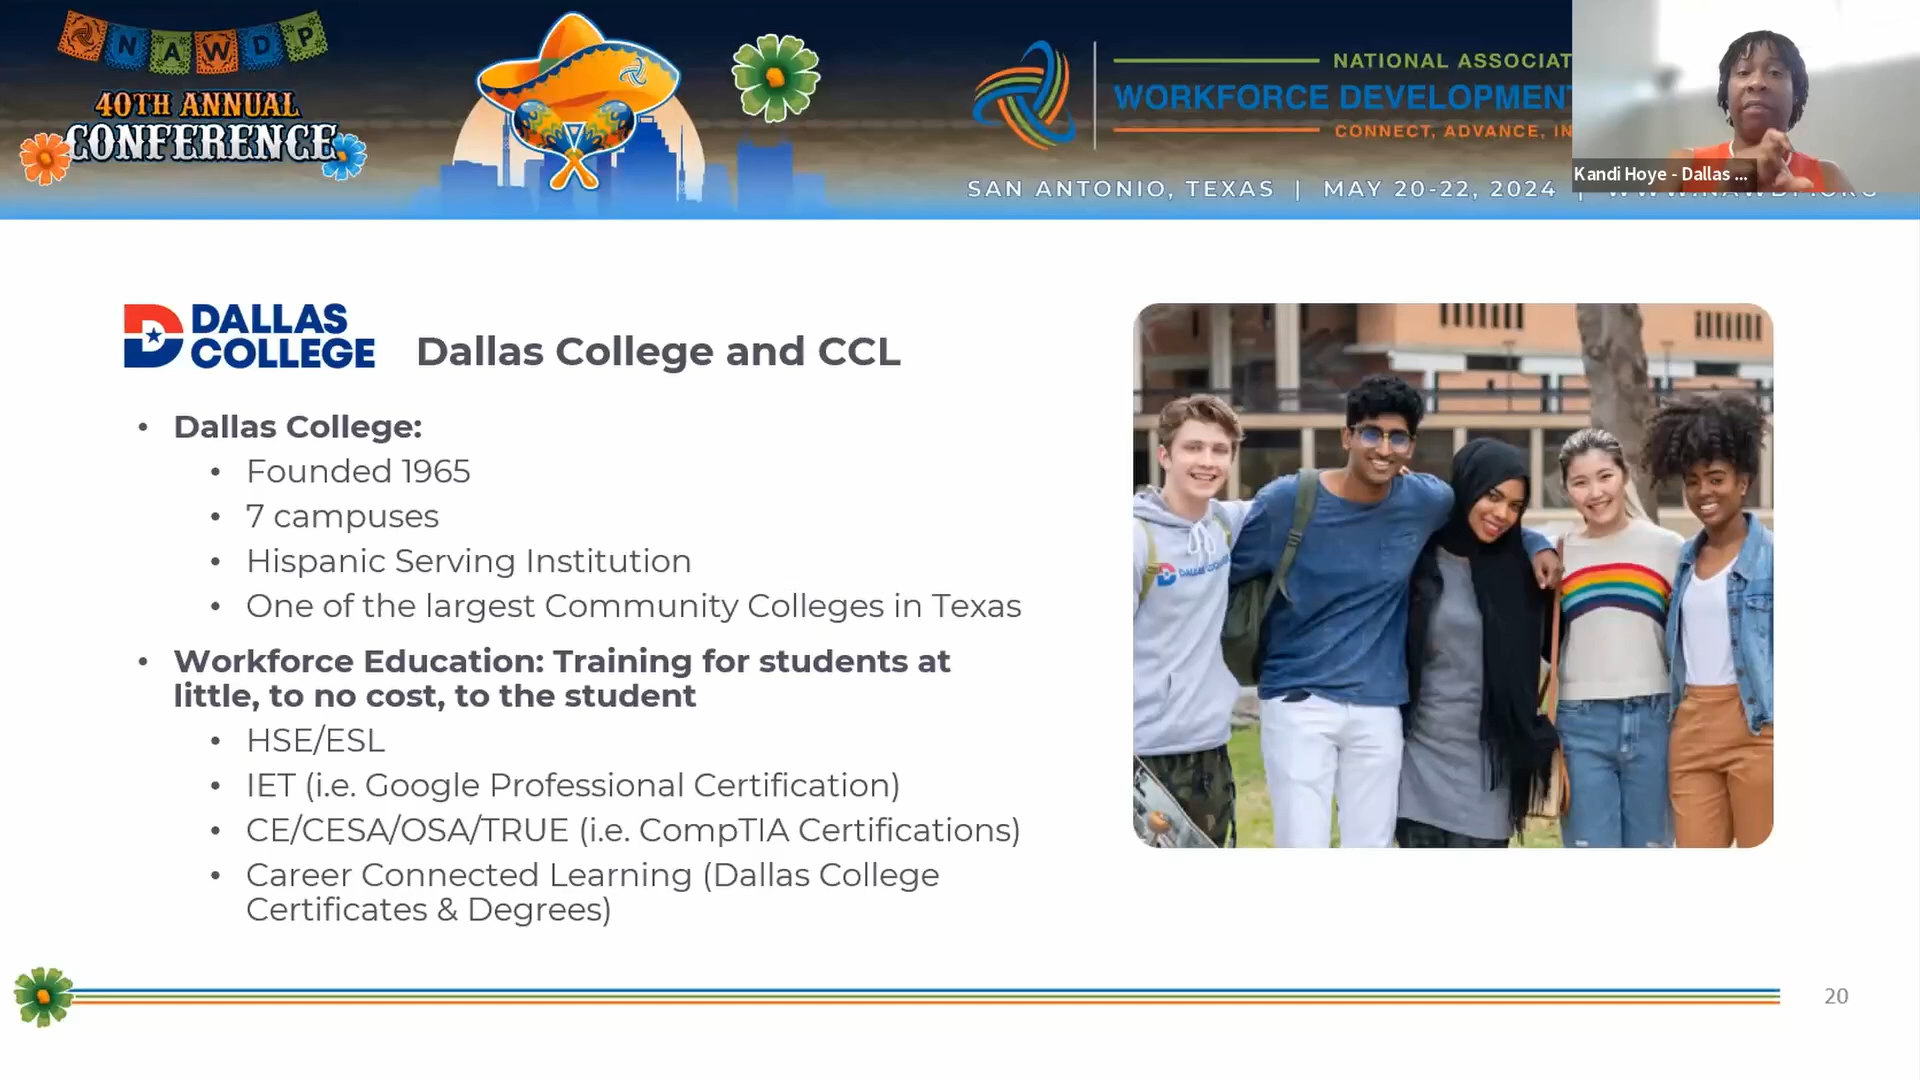 NAWDP
40TH ANNUAL
CONFERENCE
NATIONAL ASSOCIAT
WORKFORCE DEVELOPMENT
CONNECT, ADVANCE, IN
SAN ANTONIO, TEXAS | MAY 20-22, 2024 |
Kandi Hoye - Dallas ...
DALLAS
COLLEGE
Dallas College and CCL
• Dallas College:
• Founded 1965
• 7 campuses
• Hispanic Serving Institution
• One of the largest Community Colleges in Texas
• Workforce Education: Training for students at
little, to no cost, to the student
• HSE/ESL
• IET (i.e. Google Professional Certification)
• CE/CESA/OSA/TRUE (i.e. CompTIA Certifications)
• Career Connected Learning (Dallas College
Certificates & Degrees)
DALLAS
20